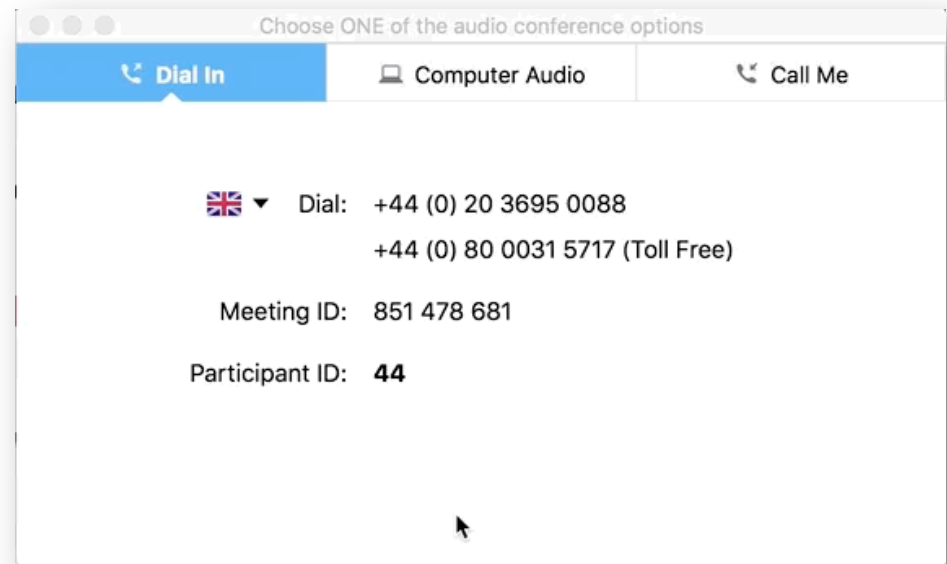 Choose ONE of the audio conference options
Dial In Computer Audio Call Me
Dial: +44 (0) 20 3695 0088
+44 (0) 80 0031 5717 (Toll Free)
Meeting ID: 851 478 681
Participant ID: 44